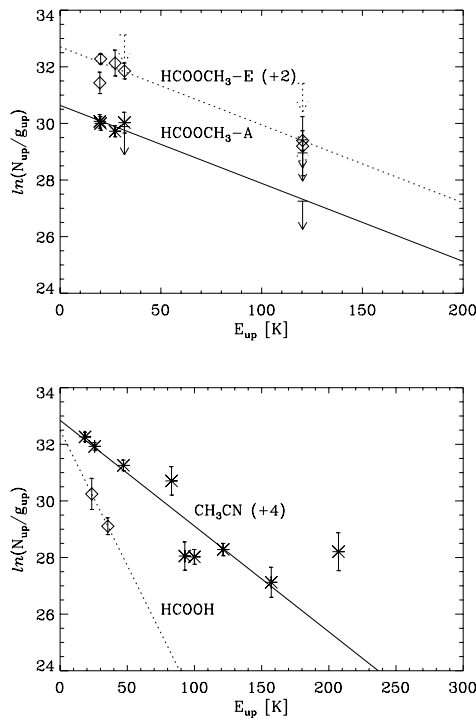 34
32
30
28
26
24
ln(Nup/gup)
HCOOCH3-E (+2)
HCOOCH3-A
0 50 100 150 200
Eup [K]
34
32
30
28
26
24
ln(Nup/gup)
CH3CN (+4)
HCOOH
0 50 100 150 200 250 300
Eup [K]